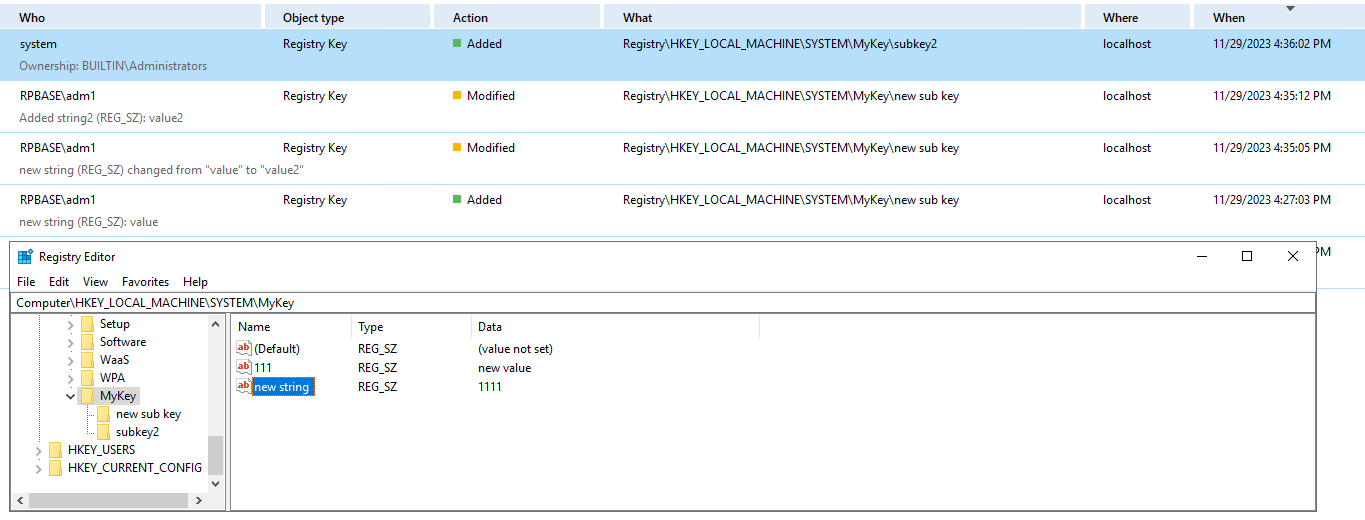 Who Object type Action What Where When
system Registry Key Added Registry\HKEY_LOCAL_MACHINE\SYSTEM\MyKey\subkey2 localhost 11/29/2023 4:36:02 PM
Ownership: BUILTIN\Administrators
RPBASE\adm1 Registry Key Modified Registry\HKEY_LOCAL_MACHINE\SYSTEM\MyKey\new sub key localhost 11/29/2023 4:35:12 PM
Added string2 (REG_SZ): value2
RPBASE\adm1 Registry Key Modified Registry\HKEY_LOCAL_MACHINE\SYSTEM\MyKey\new sub key localhost 11/29/2023 4:35:05 PM
new string (REG_SZ) changed from "value" to "value2"
RPBASE\adm1 Registry Key Added Registry\HKEY_LOCAL_MACHINE\SYSTEM\MyKey\new sub key localhost 11/29/2023 4:27:03 PM
new string (REG_SZ): value
PM
Registry Editor
File Edit View Favorites Help
Computer\HKEY_LOCAL_MACHINE\SYSTEM\MyKey
Setup
Software
WaaS
WPA
MyKey
new sub key
subkey2
HKEY_USERS
HKEY_CURRENT_CONFIG
Name Type Data
ab (Default) REG_SZ (value not set)
ab 111 REG_SZ new value
ab new string REG_SZ 1111